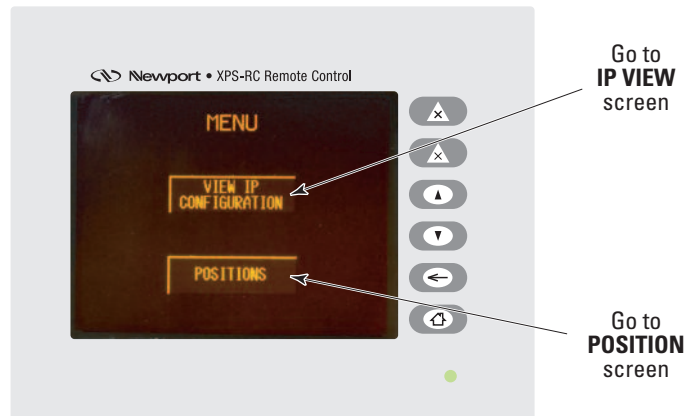 Newport • XPS-RC Remote Control
MENU
VIEW IP
CONFIGURATION
POSITIONS
Go to
IP VIEW
screen
Go to
POSITION
screen